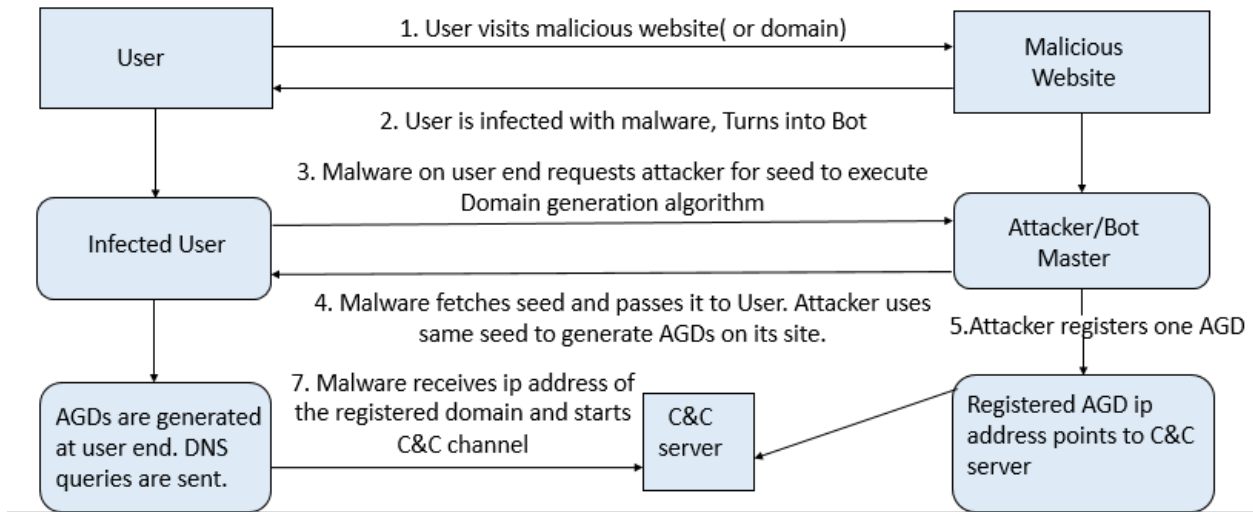 1. User visits malicious website( or domain)
User
Malicious
Website
2. User is infected with malware, Turns into Bot
3. Malware on user end requests attacker for seed to execute
Domain generation algorithm
Infected User
Attacker/Bot
Master
4. Malware fetches seed and passes it to User. Attacker uses
same seed to generate AGDs on its site.
5.Attacker registers one AGD
7. Malware receives ip address of
the registered domain and starts
C&C channel
AGDs are generated
at user end. DNS
queries are sent.
C&C
server
Registered AGD ip
address points to C&C
server